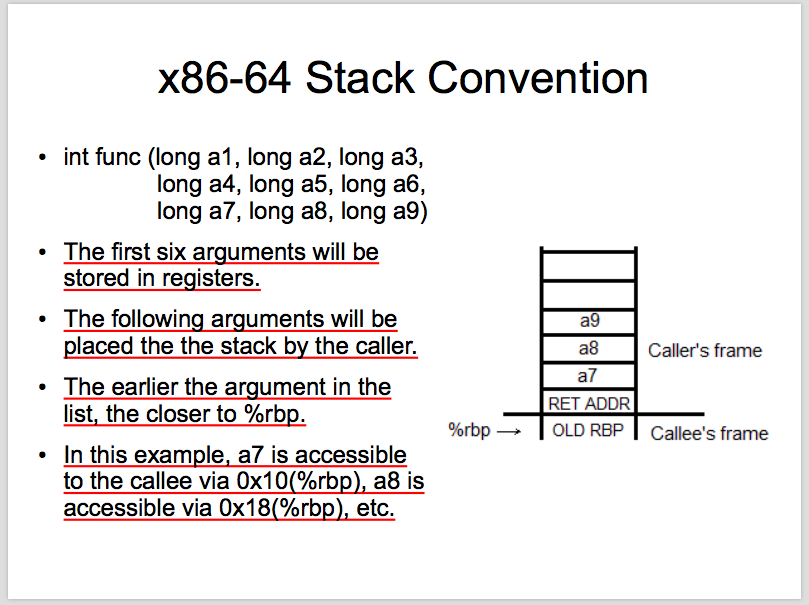 x86-64 Stack Convention
• int func (long a1, long a2, long a3,
long a4, long a5, long a6,
long a7, long a8, long a9)
• The first six arguments will be
stored in registers.
• The following arguments will be
placed the the stack by the caller.
• The earlier the argument in the
list, the closer to %rbp.
• In this example, a7 is accessible
to the callee via 0x10(%rbp), a8 is
accessible via 0x18(%rbp), etc.
a9
a8
Caller's frame
a7
RET ADDR
%rbp →
OLD RBP
Callee's frame